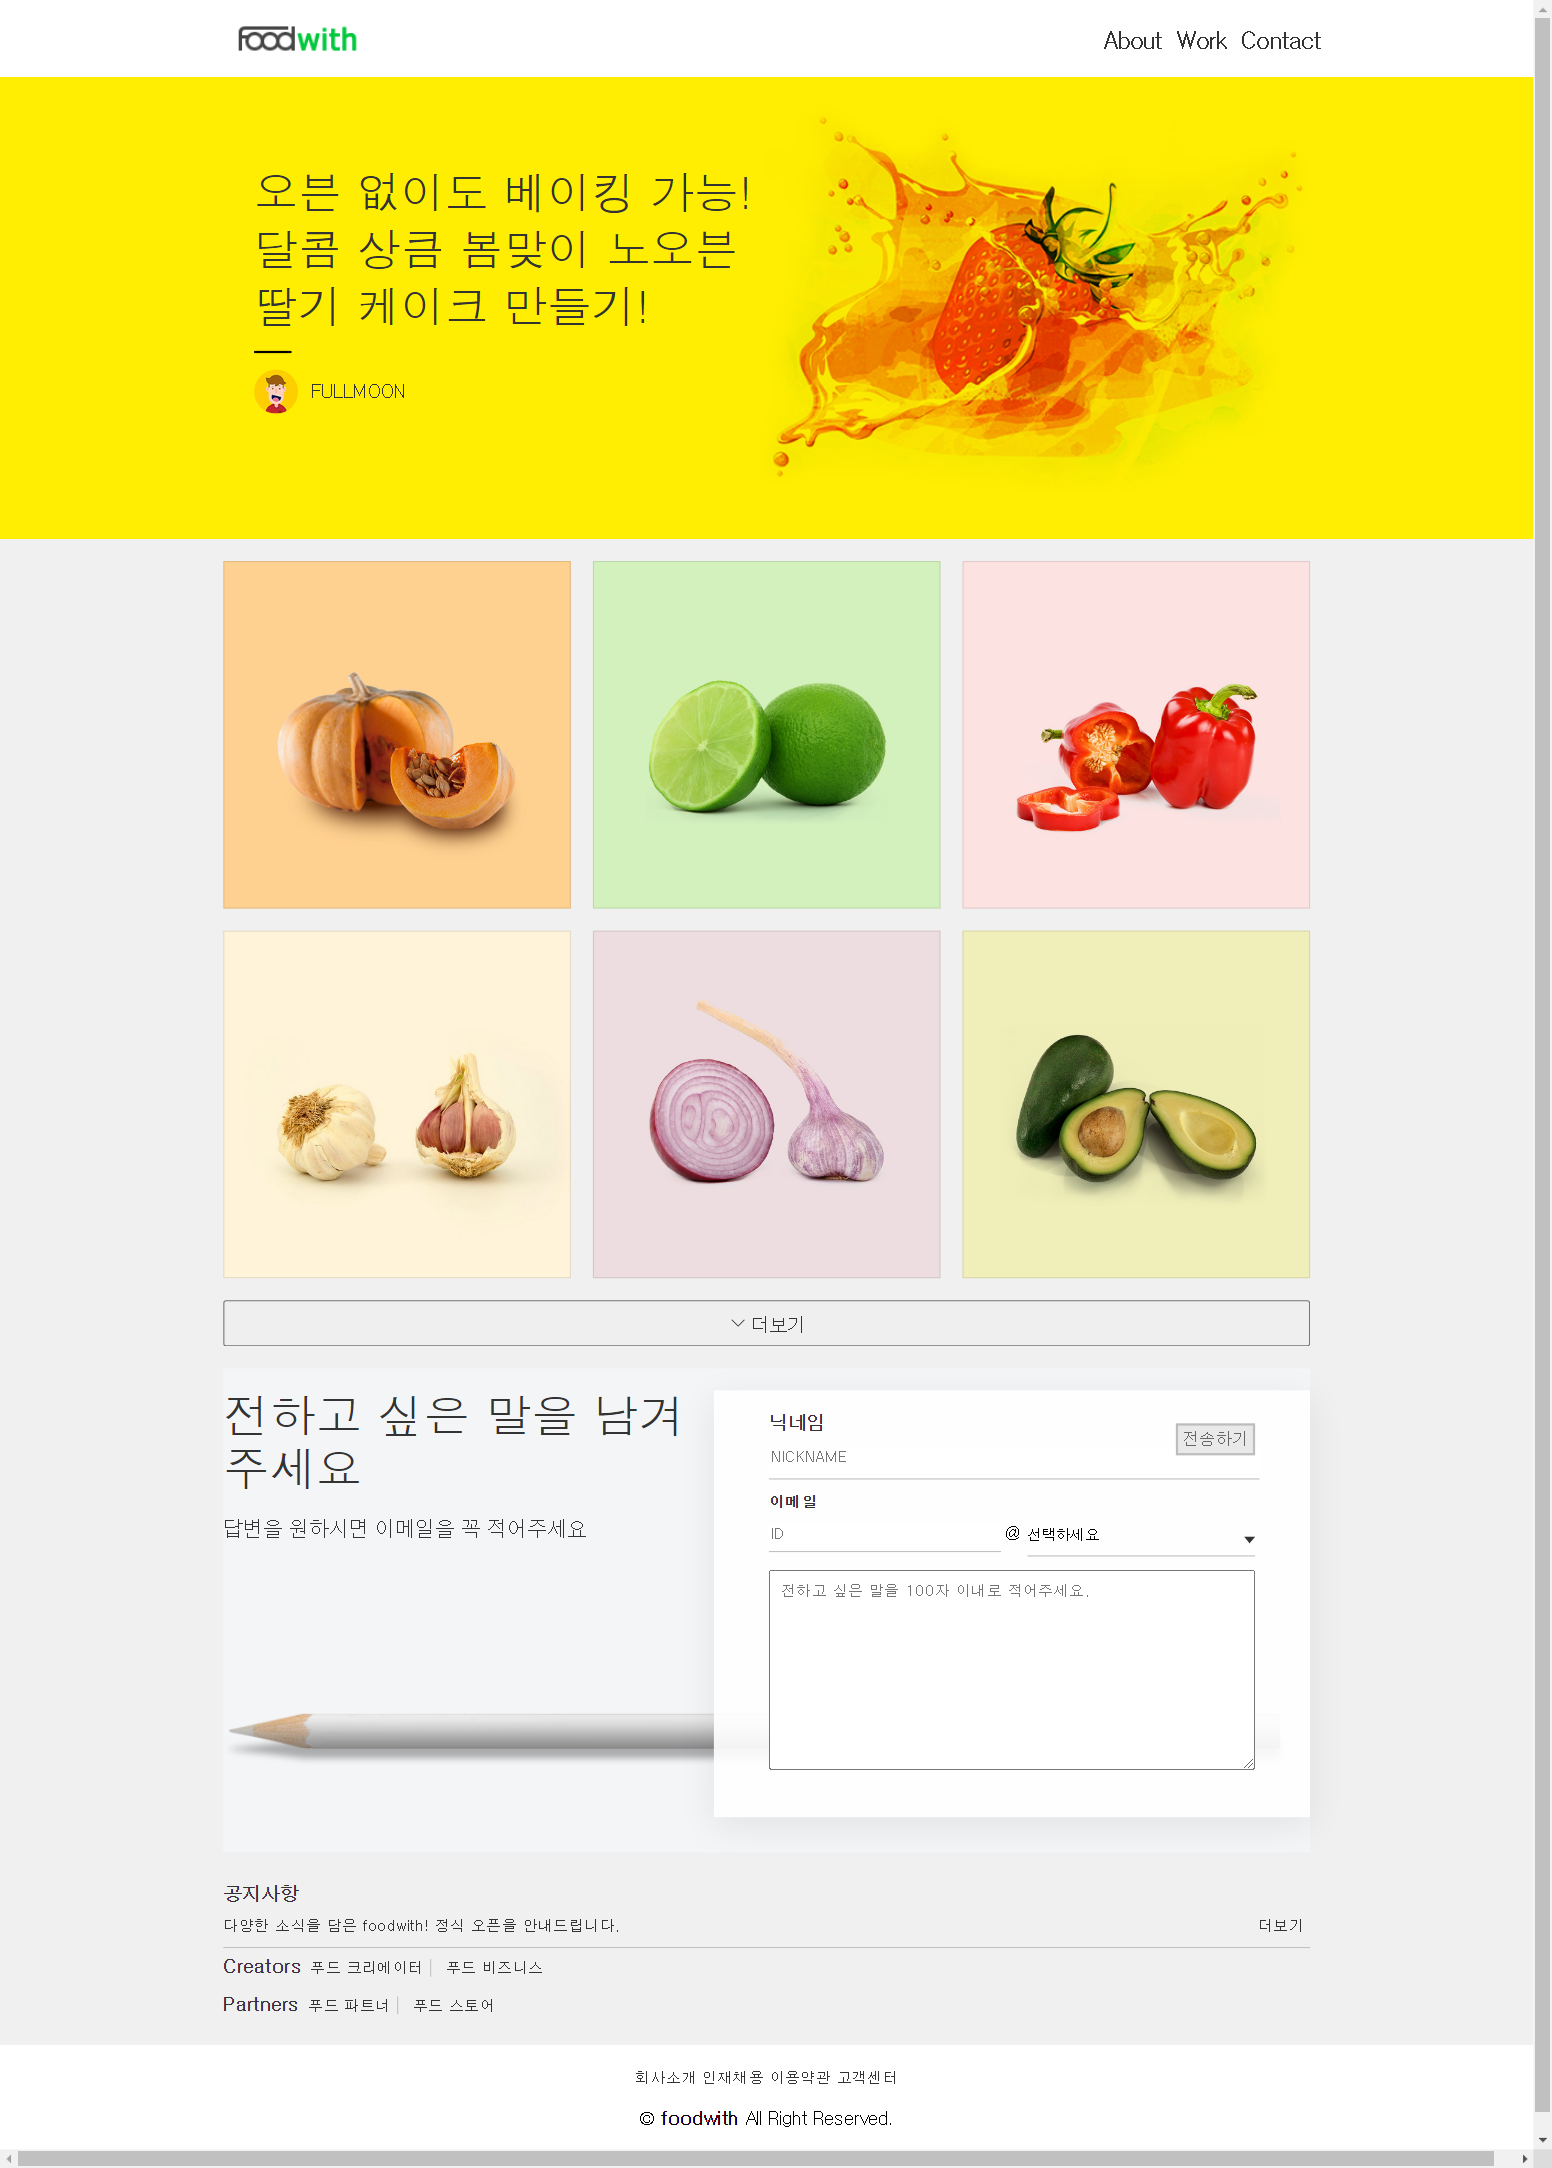 foodwith
About Work Contact
오븐 없이도 베이킹 가능!
달콤 상큼 봄맞이 노오븐
딸기 케이크 만들기!
FULLMOON
더보기
전하고 싶은 말을 남겨
주세요
답변을 원하시면 이메일을 꼭 적어주세요
닉네임
전송하기
NICKNAME
이메일
ID @ 선택하세요
전하고 싶은 말을 100자 이내로 적어주세요.
공지사항
다양한 소식을 담은 foodwith! 정식 오픈을 안내드립니다. 더보기
Creators 푸드 크리에이터 푸드 비즈니스
Partners 푸드 파트너 푸드 스토어
회사소개 인재채용 이용약관 고객센터
© foodwith All Right Reserved.